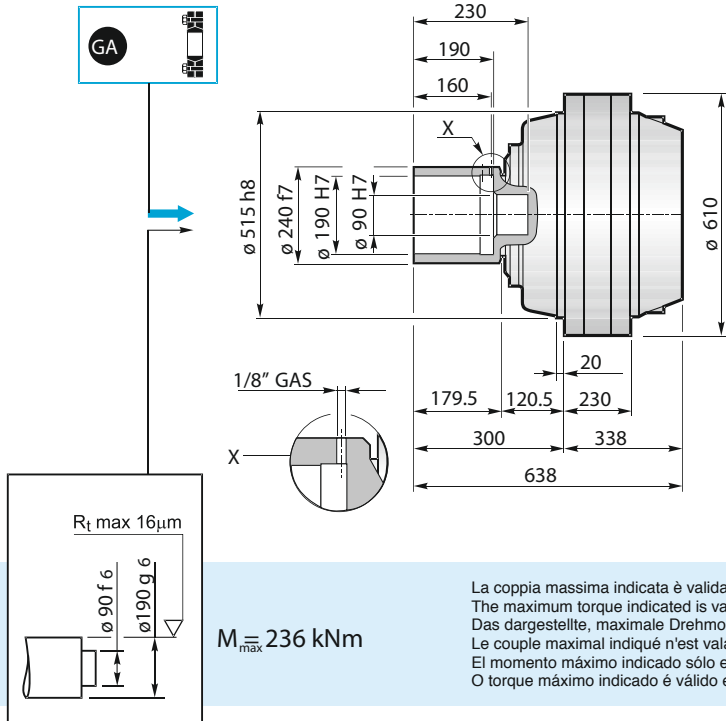 GA
230
190
160
X
ø 515 h8
ø 240 f7
ø 190 H7
ø 90 H7
ø 610
20
1/8” GAS
179.5
120.5
230
300
338
X
638
Rt max 16µm
ø 90 f 6
ø190 g 6
M max = 236 kNm
La coppia massima indicata è valida
The maximum torque indicated is va
Das dargestellte, maximale Drehmo
Le couple maximal indiqué n'est vala
El momento máximo indicado sólo e
O torque máximo indicado é válido e